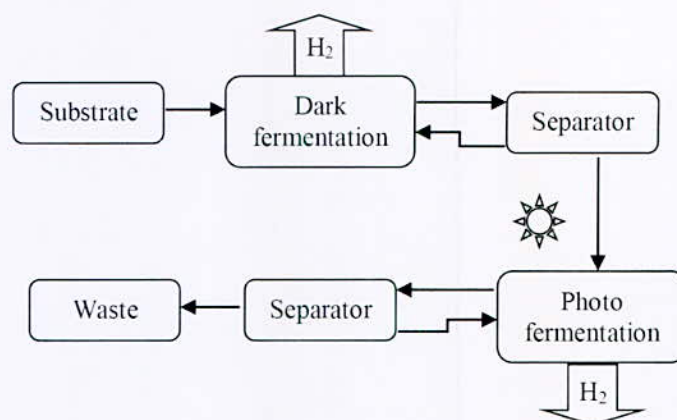 H₂
Substrate
Dark
fermentation
Separator
Waste
Separator
Photo
fermentation
H₂